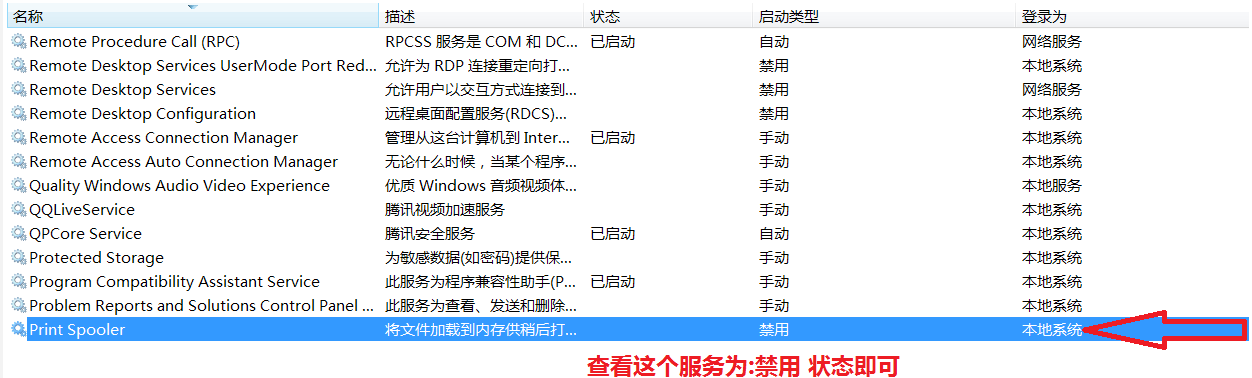 名称 描述 状态 启动类型 登录为
Remote Procedure Call (RPC) RPCSS 服务是 COM 和 DC... 已启动 自动 网络服务
Remote Desktop Services UserMode Port Red... 允许为 RDP 连接重定向打... 禁用 本地系统
Remote Desktop Services 允许用户以交互方式连接到... 禁用 网络服务
Remote Desktop Configuration 远程桌面配置服务(RDCS)... 禁用 本地系统
Remote Access Connection Manager 管理从这台计算机到 Inter... 已启动 手动 本地系统
Remote Access Auto Connection Manager 无论什么时候，当某个程序... 手动 本地系统
Quality Windows Audio Video Experience 优质 Windows 音频视频体... 手动 本地服务
QQLiveService 腾讯视频加速服务 手动 本地系统
QPCore Service 腾讯安全服务 已启动 自动 本地系统
Protected Storage 为敏感数据(如密码)提供保... 手动 本地系统
Program Compatibility Assistant Service 此服务为程序兼容性助手(P... 已启动 手动 本地系统
Problem Reports and Solutions Control Panel ... 此服务为查看、发送和删除... 手动 本地系统
Print Spooler 将文件加载到内存供稍后打... 禁用 本地系统
查看这个服务为:禁用 状态即可